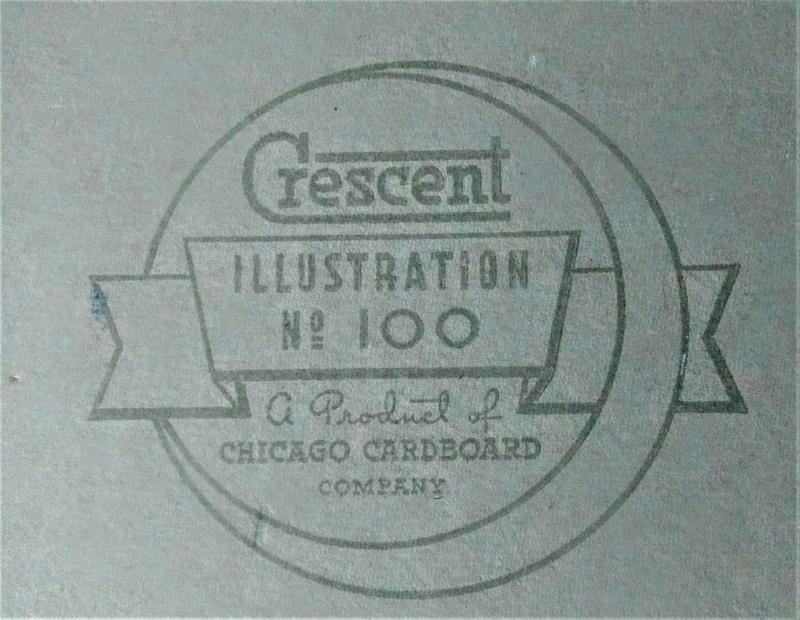 Crescent
ILLUSTRATION
Nº 100
A Product of
CHICAGO CARDBOARD
COMPANY